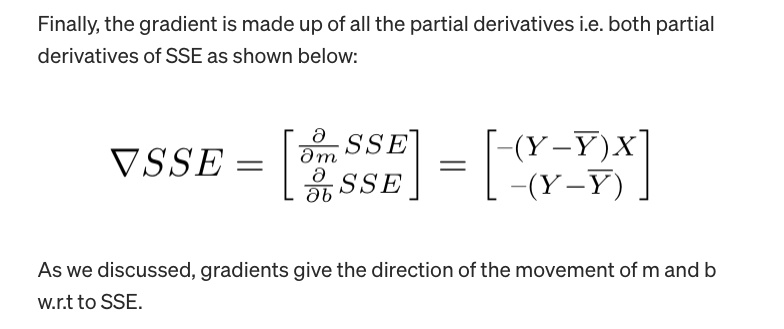 Finally, the gradient is made up of all the partial derivatives i.e. both partial
derivatives of SSE as shown below:
∇SSE = [∂/∂m SSE; ∂/∂b SSE] = [-(Y-Y̅)X; -(Y-Y̅)]
As we discussed, gradients give the direction of the movement of m and b
w.r.t to SSE.